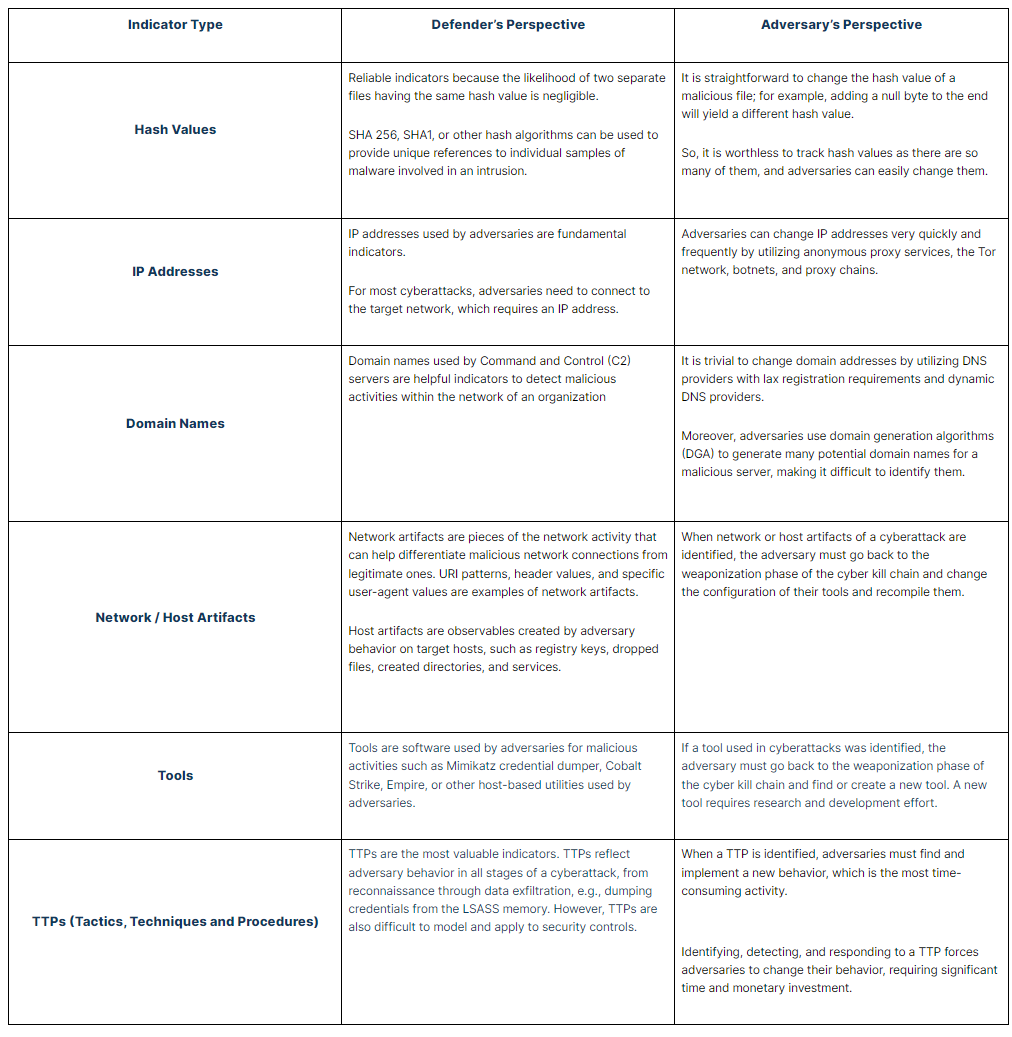 Indicator Type
Defender’s Perspective
Adversary’s Perspective
Hash Values
Reliable indicators because the likelihood of two separate
files having the same hash value is negligible.
SHA 256, SHA1, or other hash algorithms can be used to
provide unique references to individual samples of
malware involved in an intrusion.
It is straightforward to change the hash value of a
malicious file; for example, adding a null byte to the end
will yield a different hash value.
So, it is worthless to track hash values as there are so
many of them, and adversaries can easily change them.
IP Addresses
IP addresses used by adversaries are fundamental
indicators.
For most cyberattacks, adversaries need to connect to
the target network, which requires an IP address.
Adversaries can change IP addresses very quickly and
frequently by utilizing anonymous proxy services, the Tor
network, botnets, and proxy chains.
Domain Names
Domain names used by Command and Control (C2)
servers are helpful indicators to detect malicious
activities within the network of an organization
It is trivial to change domain addresses by utilizing DNS
providers with lax registration requirements and dynamic
DNS providers.
Moreover, adversaries use domain generation algorithms
(DGA) to generate many potential domain names for a
malicious server, making it difficult to identify them.
Network / Host Artifacts
Network artifacts are pieces of the network activity that
can help differentiate malicious network connections from
legitimate ones. URI patterns, header values, and specific
user-agent values are examples of network artifacts.
Host artifacts are observables created by adversary
behavior on target hosts, such as registry keys, dropped
files, created directories, and services.
When network or host artifacts of a cyberattack are
identified, the adversary must go back to the
weaponization phase of the cyber kill chain and change
the configuration of their tools and recompile them.
Tools
Tools are software used by adversaries for malicious
activities such as Mimikatz credential dumper, Cobalt
Strike, Empire, or other host-based utilities used by
adversaries.
If a tool used in cyberattacks was identified, the
adversary must go back to the weaponization phase of
the cyber kill chain and find or create a new tool. A new
tool requires research and development effort.
TTPs (Tactics, Techniques and Procedures)
TTPs are the most valuable indicators. TTPs reflect
adversary behavior in all stages of a cyberattack, from
reconnaissance through data exfiltration, e.g., dumping
credentials from the LSASS memory. However, TTPs are
also difficult to model and apply to security controls.
When a TTP is identified, adversaries must find and
implement a new behavior, which is the most time-
consuming activity.
Identifying, detecting, and responding to a TTP forces
adversaries to change their behavior, requiring significant
time and monetary investment.